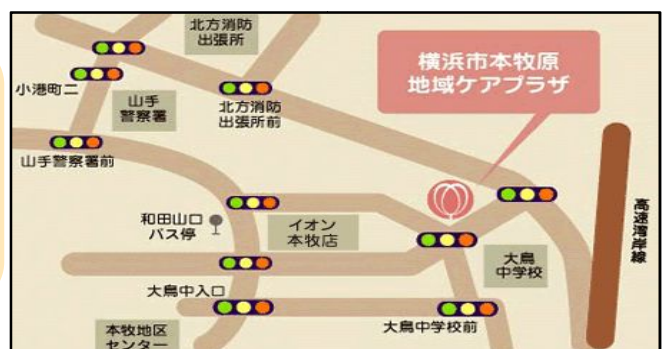 北方消防
出張所
横浜市本牧原
地域ケアプラザ
小港町二
山手
警察署
北方消防
出張所前
山手警察署前
和田山口
バス停
イオン
本牧店
高速湾岸線
大鳥
中学校
大鳥中入口
大鳥中学校前
本牧地区
センター